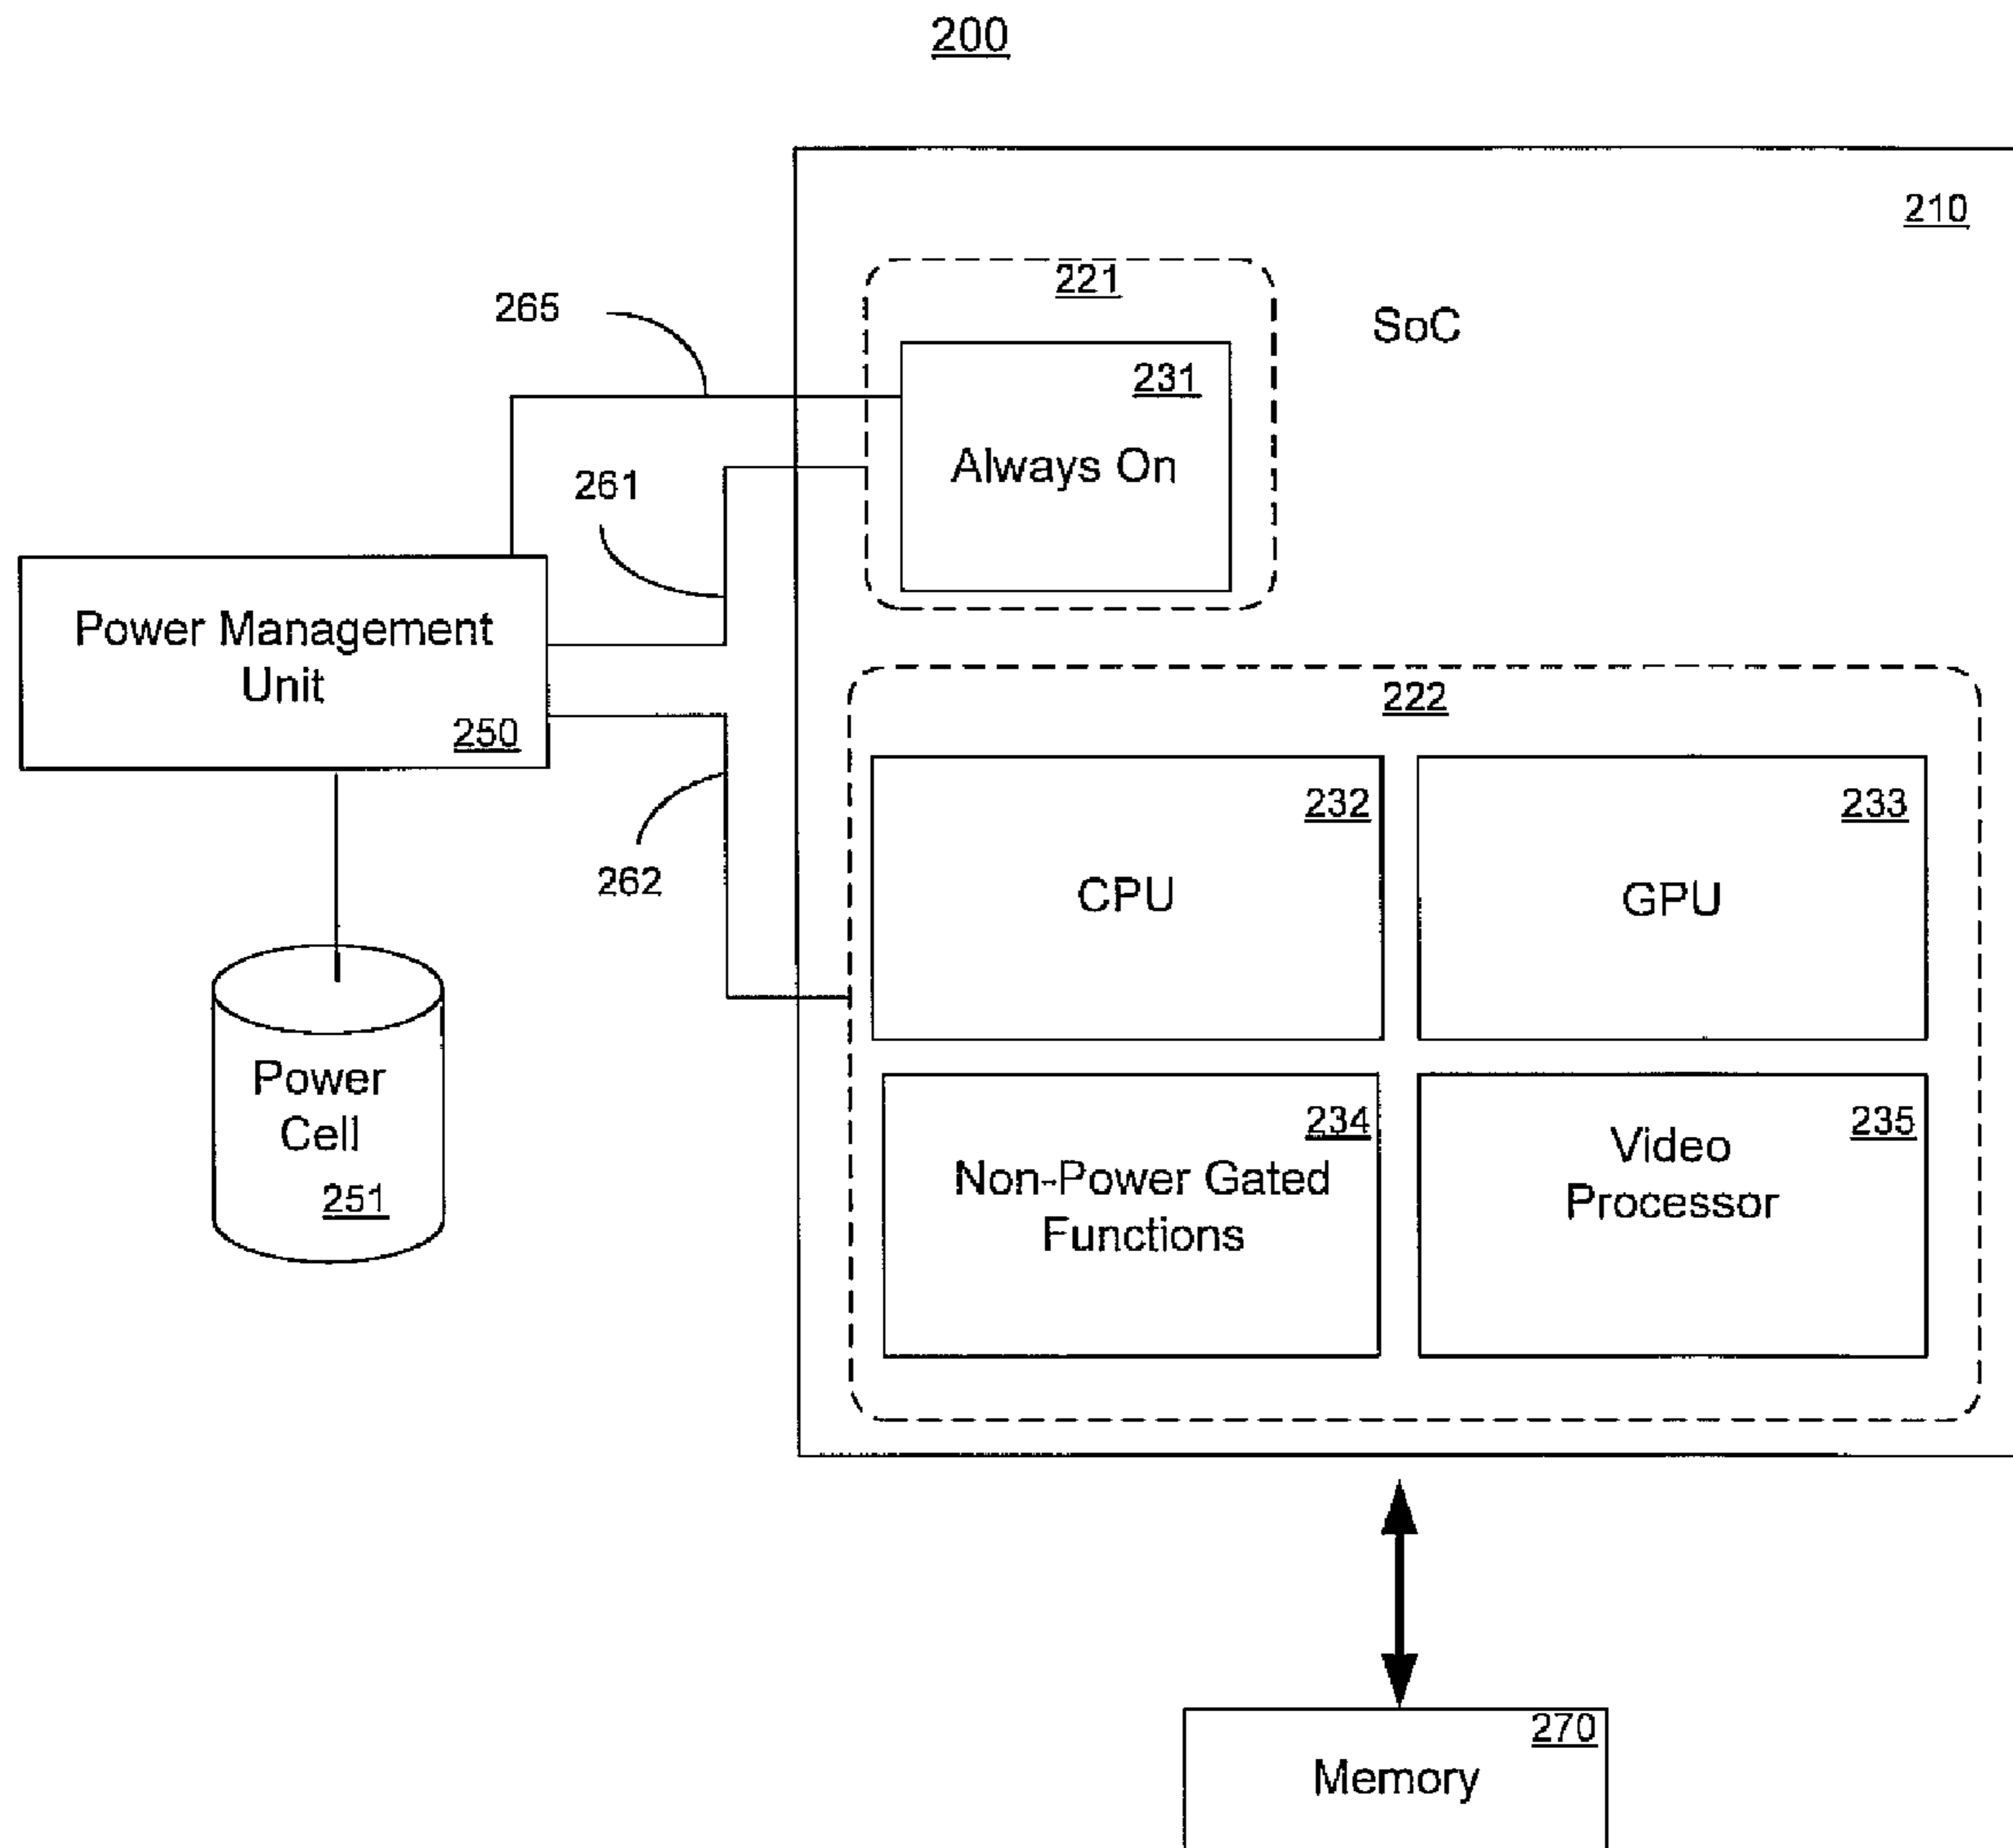 200
210
221
SoC
265
231
Always On
261
Power Management
Unit
250
222
232
CPU
233
GPU
262
Power
Cell
251
234
Non-Power Gated
Functions
235
Video
Processor
270
Memory